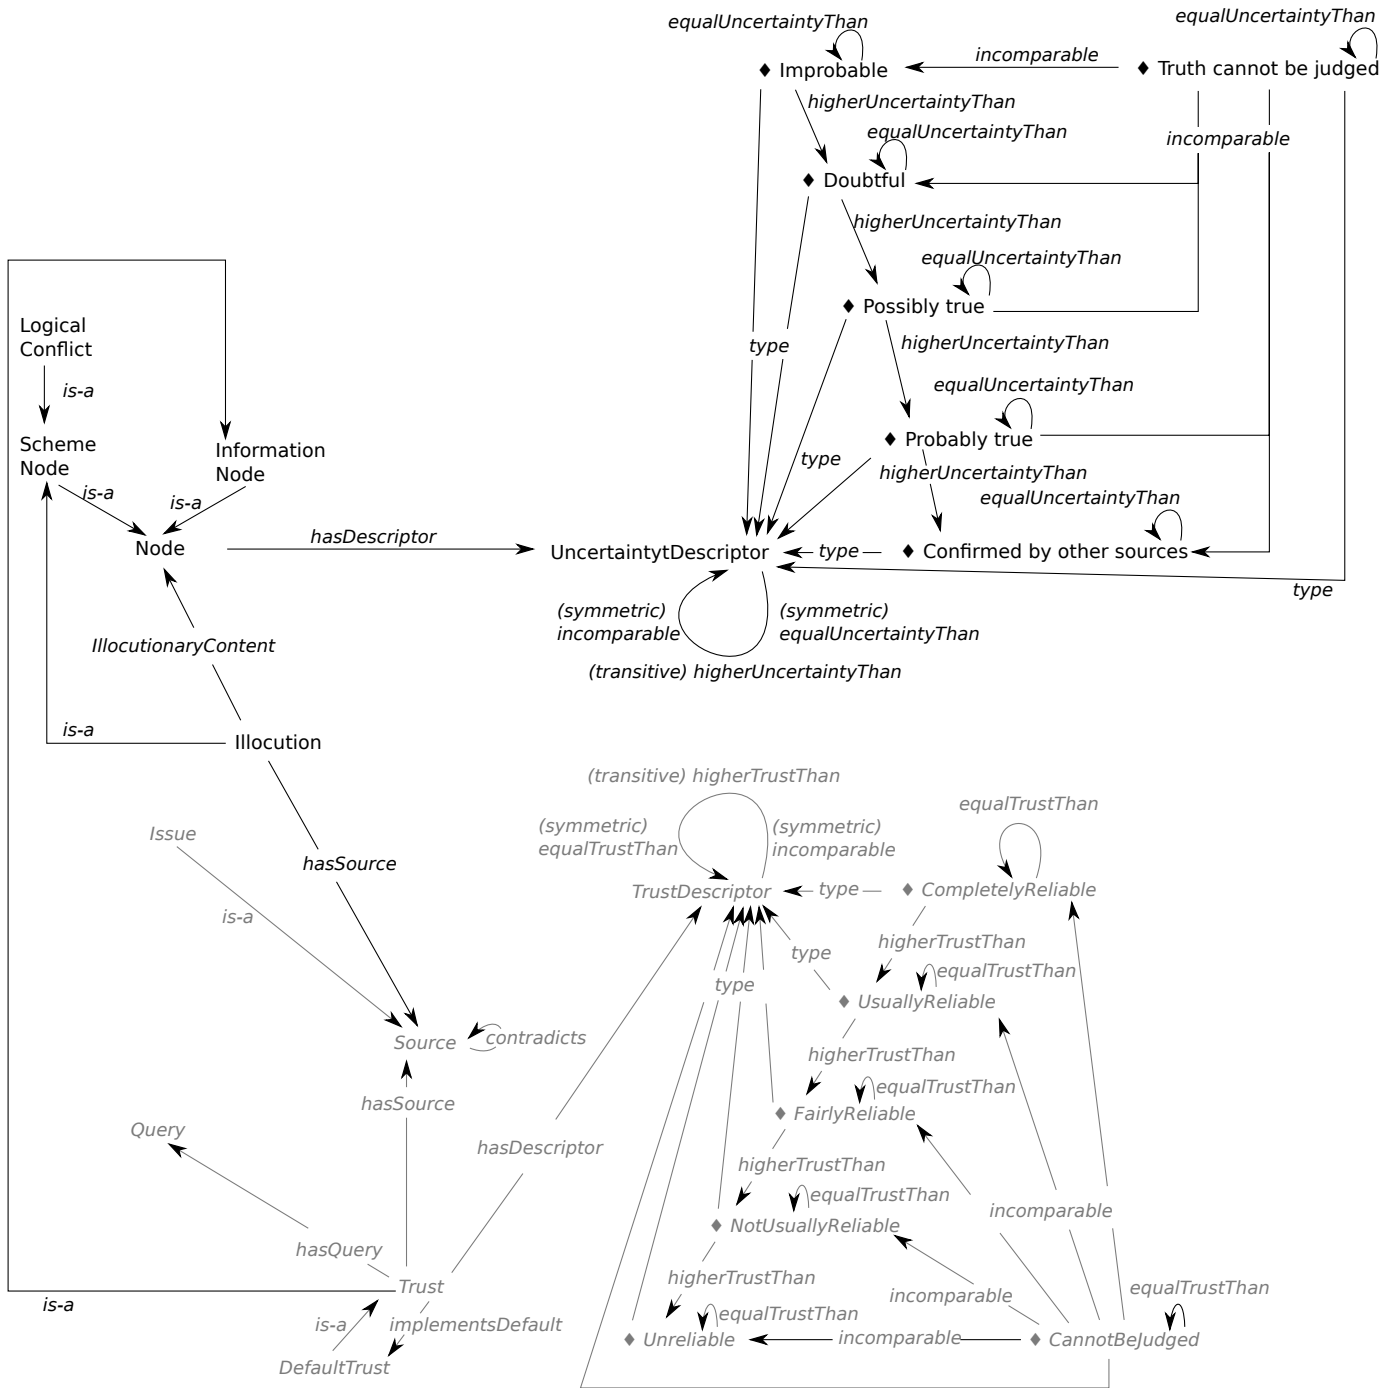 equalUncertaintyThan
equalUncertaintyThan
incomparable
♦ Improbable
♦ Truth cannot be judged
higherUncertaintyThan
equalUncertaintyThan
incomparable
♦ Doubtful
higherUncertaintyThan
equalUncertaintyThan
♦ Possibly true
Logical
Conflict
type
higherUncertaintyThan
is-a
equalUncertaintyThan
♦ Probably true
Scheme
Node
Information
Node
type
higherUncertaintyThan
is-a
is-a
equalUncertaintyThan
hasDescriptor
Node
UncertaintytDescriptor
type
♦ Confirmed by other sources
type
(symmetric)
incomparable
(symmetric)
equalUncertaintyThan
(transitive) higherUncertaintyThan
IllocutionaryContent
is-a
Illocution
(transitive) higherTrustThan
equalTrustThan
Issue
(symmetric)
equalTrustThan
(symmetric)
incomparable
hasSource
TrustDescriptor
type
♦ CompletelyReliable
is-a
higherTrustThan
type
equalTrustThan
type
♦ UsuallyReliable
Source
contradicts
higherTrustThan
equalTrustThan
hasSource
♦ FairlyReliable
Query
hasDescriptor
higherTrustThan
equalTrustThan
incomparable
♦ NotUsuallyReliable
hasQuery
higherTrustThan
Trust
equalTrustThan
incomparable
is-a
equalTrustThan
is-a
implementsDefault
♦ Unreliable
incomparable
♦ CannotBeJudged
DefaultTrust